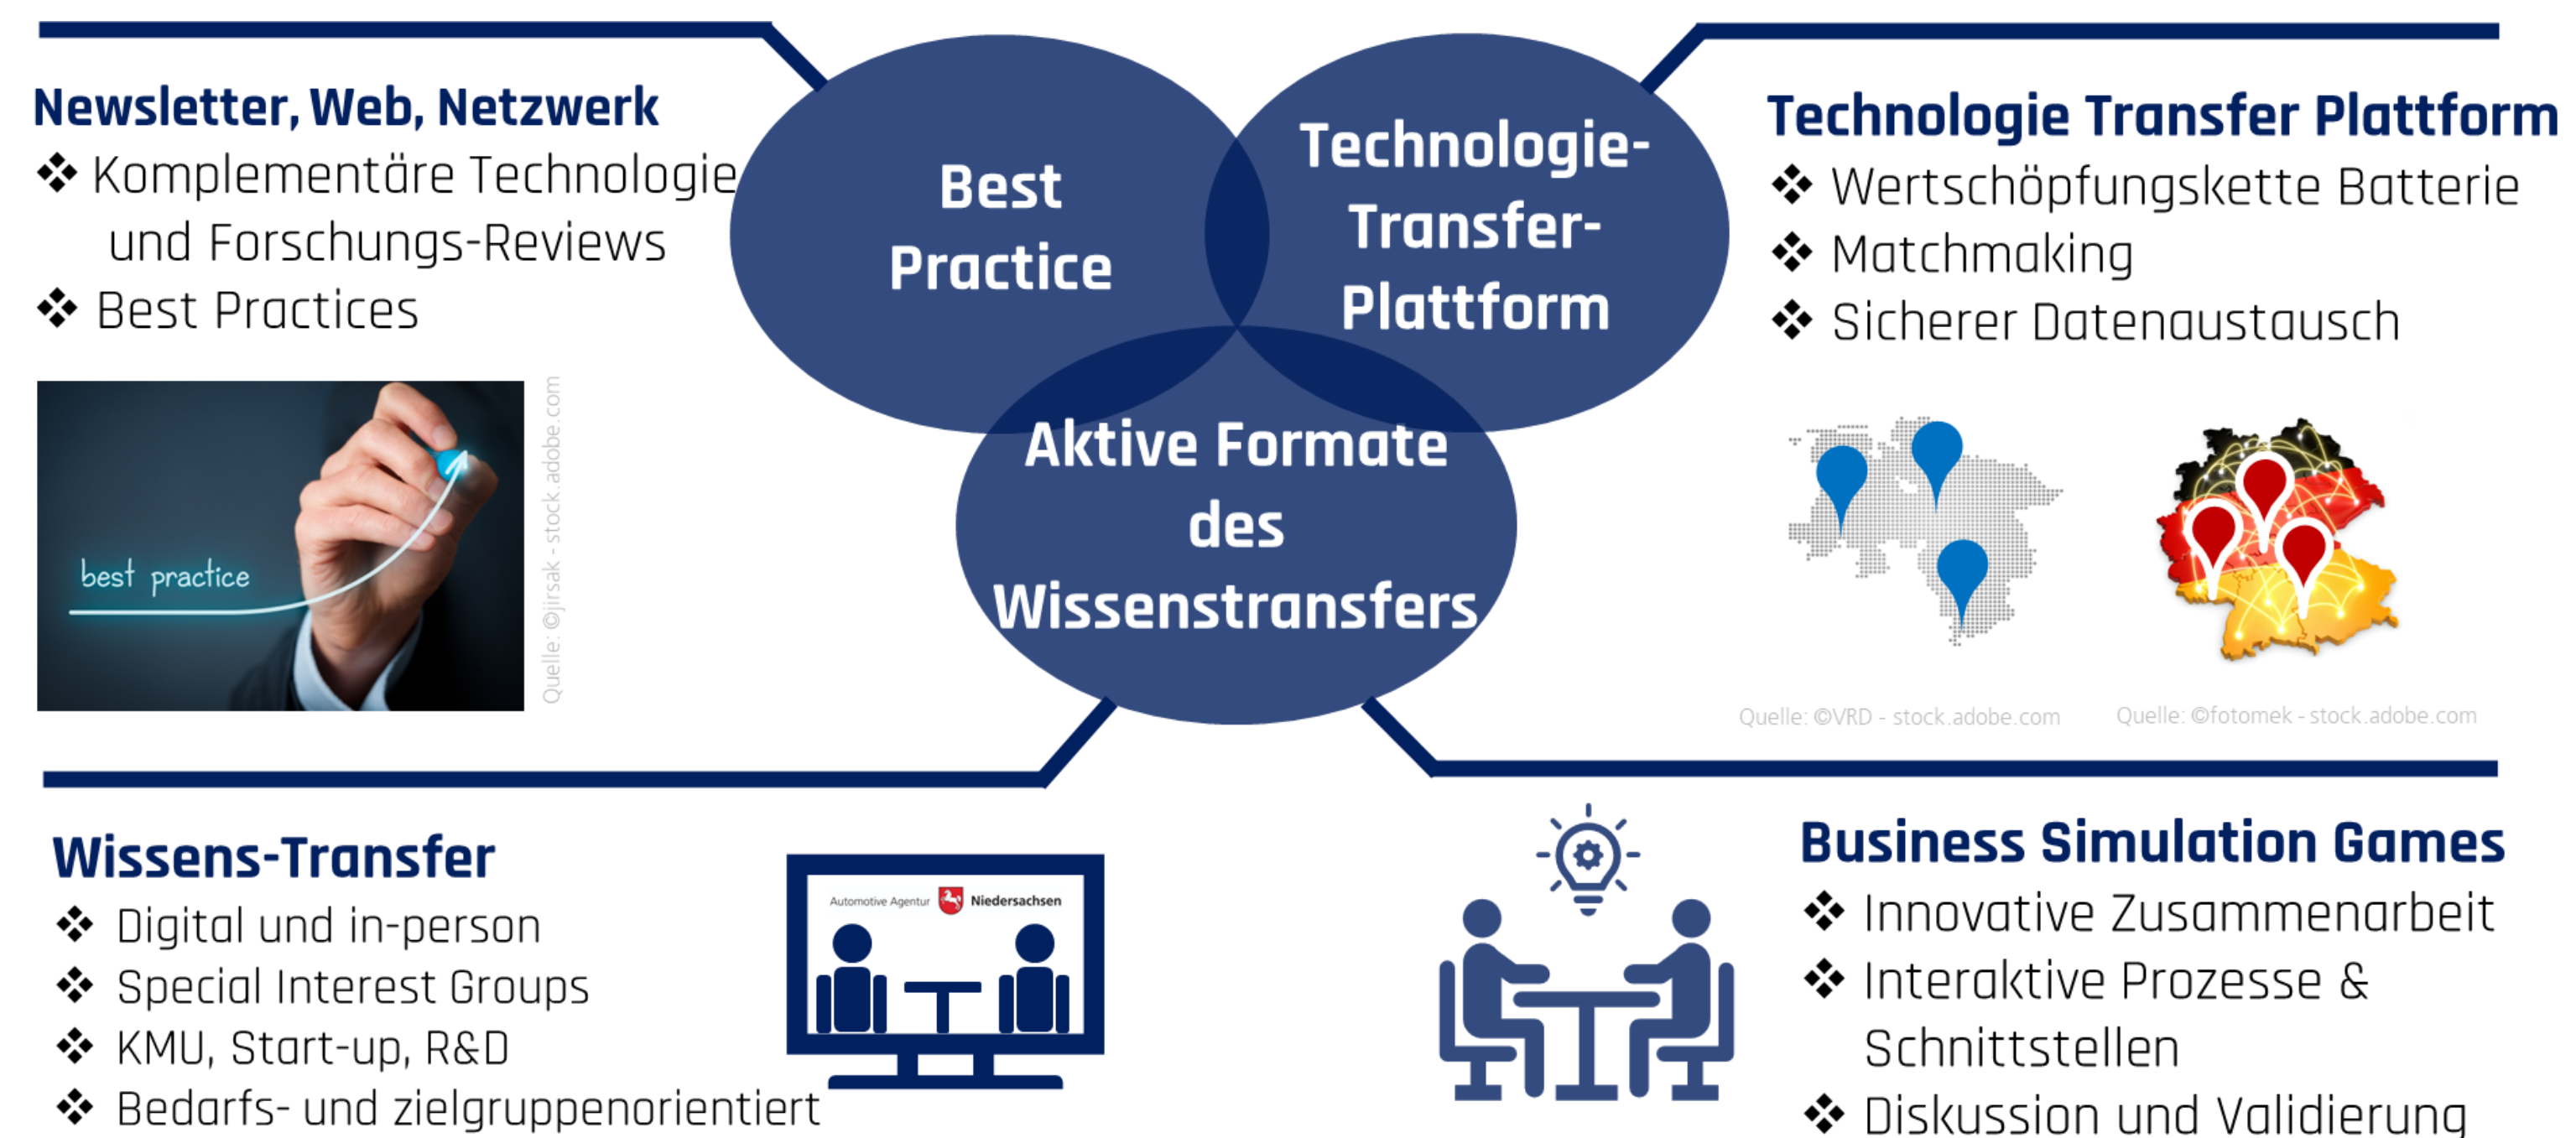 Newsletter, Web, Netzwerk
❖ Komplementäre Technologie
und Forschungs-Reviews
❖ Best Practices
best practice
Quelle: ©jirsak - stock.adobe.com
Best
Practice
Technologie-
Transfer-
Plattform
Aktive Formate
des
Wissenstransfers
Technologie Transfer Plattform
❖ Wertschöpfungskette Batterie
❖ Matchmaking
❖ Sicherer Datenaustausch
Quelle: ©VRD - stock.adobe.com
Quelle: ©fotomek - stock.adobe.com
Wissens-Transfer
❖ Digital und in-person
❖ Special Interest Groups
❖ KMU, Start-up, R&D
❖ Bedarfs- und zielgruppenorientiert
Automotive Agentur Niedersachsen
Business Simulation Games
❖ Innovative Zusammenarbeit
❖ Interaktive Prozesse &
Schnittstellen
❖ Diskussion und Validierung